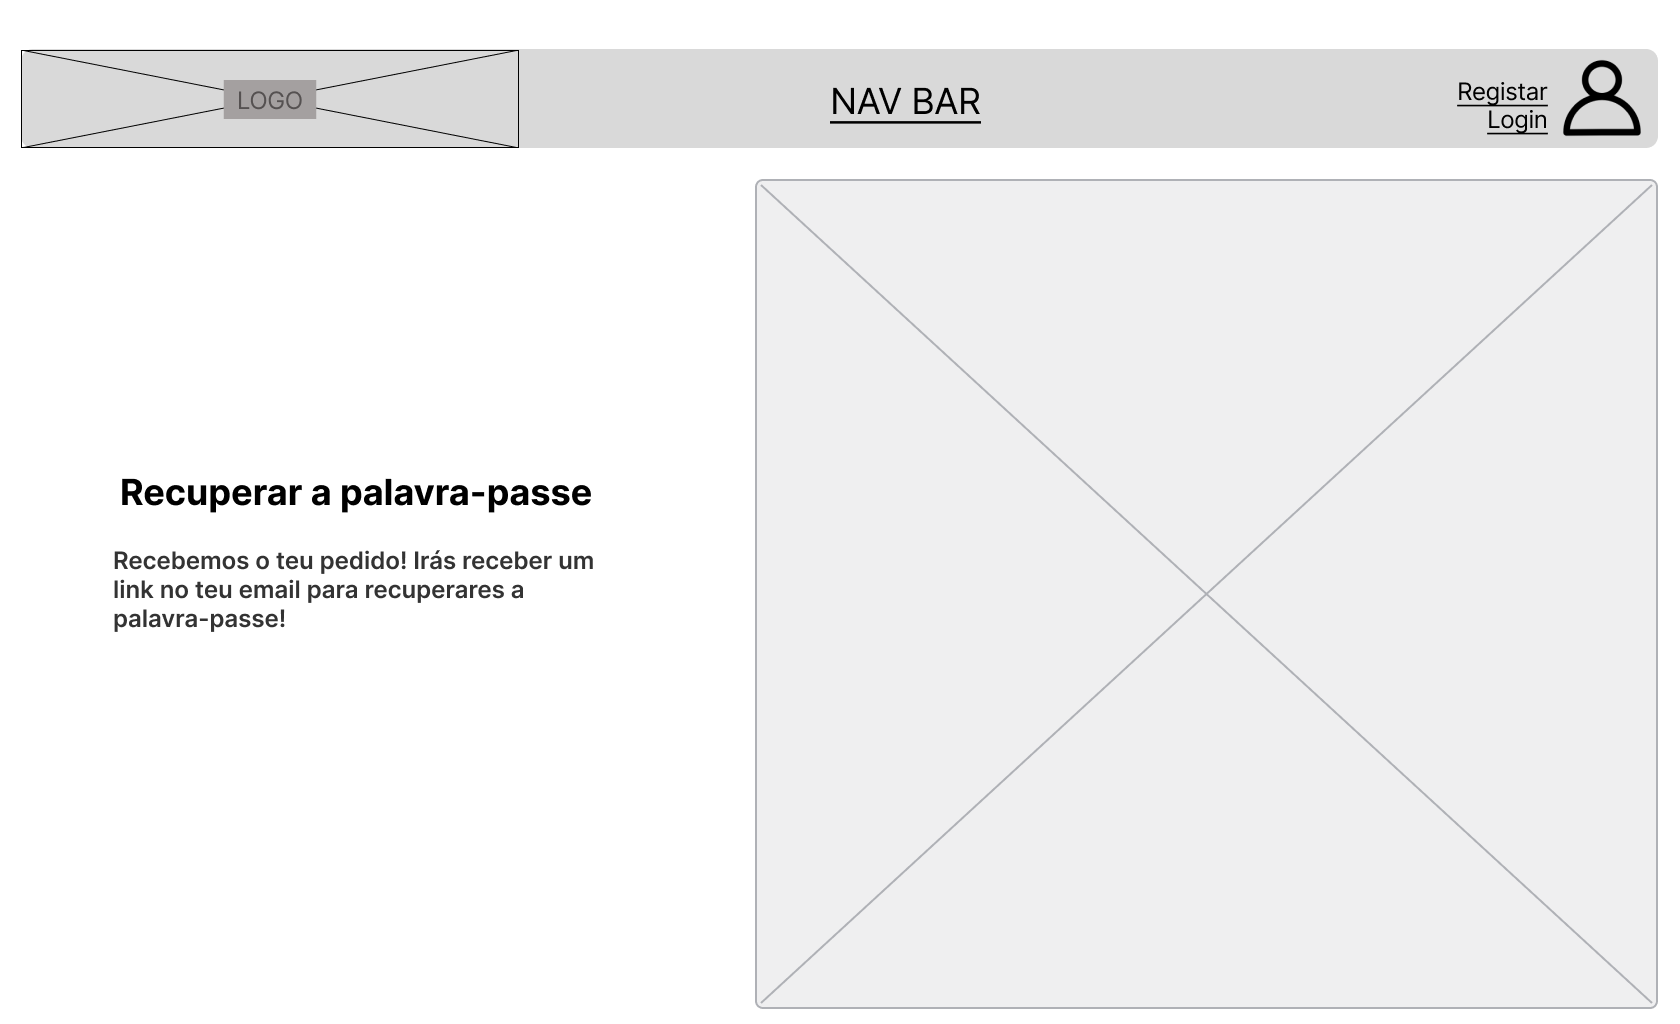 LOGO
NAV BAR
Registar
Login
Recuperar a palavra-passe
Recebemos o teu pedido! Irás receber um
link no teu email para recuperares a
palavra-passe!